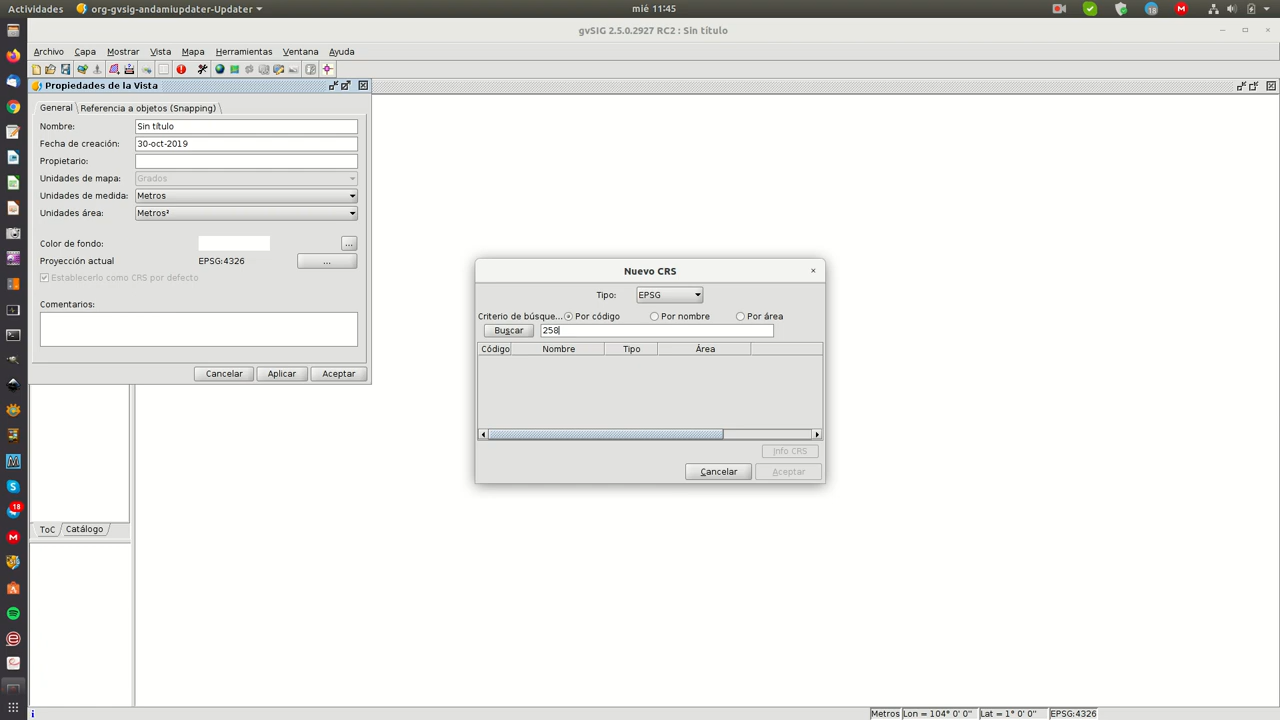 Actividades
org-gvsig-andamiupdater-Updater
mié 11:45
18
gvSIG 2.5.0.2927 RC2 : Sin título
Archivo Capa Mostrar Vista Mapa Herramientas Ventana Ayuda
Propiedades de la Vista
General
Referencia a objetos (Snapping)
Nombre: Sin título
Fecha de creación: 30-oct-2019
Propietario:
Unidades de mapa: Grados
Unidades de medida: Metros
Unidades área: Metros²
Color de fondo: ...
Proyección actual EPSG:4326 ...
Establecerlo como CRS por defecto
Comentarios:
Cancelar Aplicar Aceptar
Nuevo CRS
Tipo: EPSG
Criterio de búsque... Por código Por nombre Por área
Buscar 258
Código Nombre Tipo Área
Info CRS
Cancelar Aceptar
18
ToC Catálogo
Metros Lon = 104° 0' 0'' Lat = 1° 0' 0'' EPSG:4326